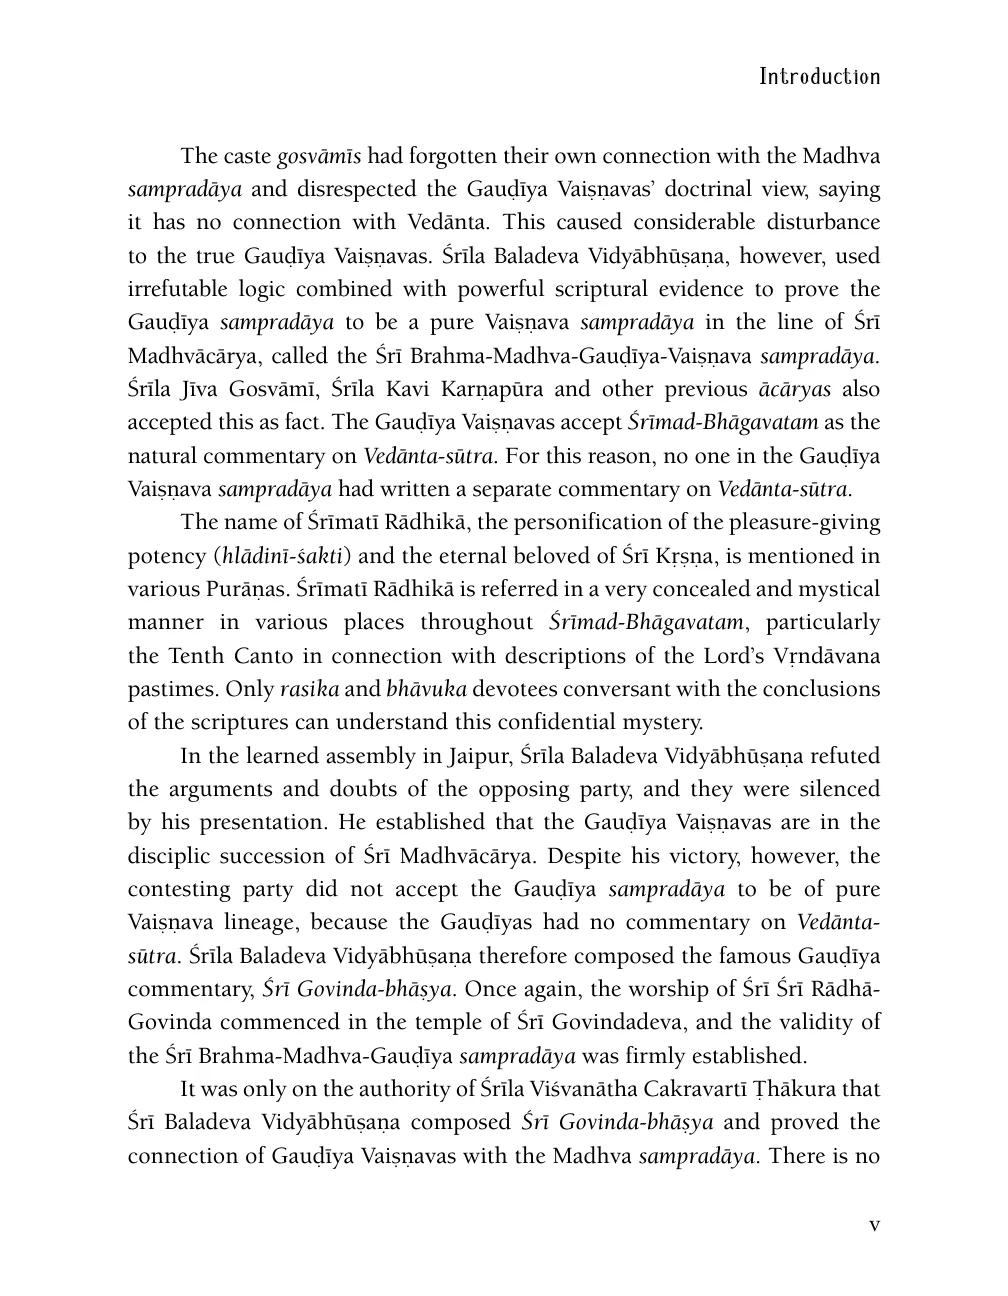 Introduction
The caste gosvāmīs had forgotten their own connection with the Madhva
sampradāya and disrespected the Gauḍīya Vaiṣṇavas’ doctrinal view, saying
it has no connection with Vedānta. This caused considerable disturbance
to the true Gauḍīya Vaiṣṇavas. Śrīla Baladeva Vidyābhūṣaṇa, however, used
irrefutable logic combined with powerful scriptural evidence to prove the
Gauḍīya sampradāya to be a pure Vaiṣṇava sampradāya in the line of Śrī
Madhvācārya, called the Śrī Brahma-Madhva-Gauḍīya-Vaiṣṇava sampradāya.
Śrīla Jīva Gosvāmī, Śrīla Kavi Karṇapūra and other previous ācāryas also
accepted this as fact. The Gauḍīya Vaiṣṇavas accept Śrīmad-Bhāgavatam as the
natural commentary on Vedānta-sūtra. For this reason, no one in the Gauḍīya
Vaiṣṇava sampradāya had written a separate commentary on Vedānta-sūtra.
The name of Śrīmatī Rādhikā, the personification of the pleasure-giving
potency (hlādinī-śakti) and the eternal beloved of Śrī Kṛṣṇa, is mentioned in
various Purāṇas. Śrīmatī Rādhikā is referred in a very concealed and mystical
manner in various places throughout Śrīmad-Bhāgavatam, particularly
the Tenth Canto in connection with descriptions of the Lord’s Vṛndāvana
pastimes. Only rasika and bhāvuka devotees conversant with the conclusions
of the scriptures can understand this confidential mystery.
In the learned assembly in Jaipur, Śrīla Baladeva Vidyābhūṣaṇa refuted
the arguments and doubts of the opposing party, and they were silenced
by his presentation. He established that the Gauḍīya Vaiṣṇavas are in the
disciplic succession of Śrī Madhvācārya. Despite his victory, however, the
contesting party did not accept the Gauḍīya sampradāya to be of pure
Vaiṣṇava lineage, because the Gauḍīyas had no commentary on Vedānta-
sūtra. Śrīla Baladeva Vidyābhūṣaṇa therefore composed the famous Gauḍīya
commentary, Śrī Govinda-bhāṣya. Once again, the worship of Śrī Śrī Rādhā-
Govinda commenced in the temple of Śrī Govindadeva, and the validity of
the Śrī Brahma-Madhva-Gauḍīya sampradāya was firmly established.
It was only on the authority of Śrīla Viśvanātha Cakravartī Ṭhākura that
Śrī Baladeva Vidyābhūṣaṇa composed Śrī Govinda-bhāṣya and proved the
connection of Gauḍīya Vaiṣṇavas with the Madhva sampradāya. There is no
v